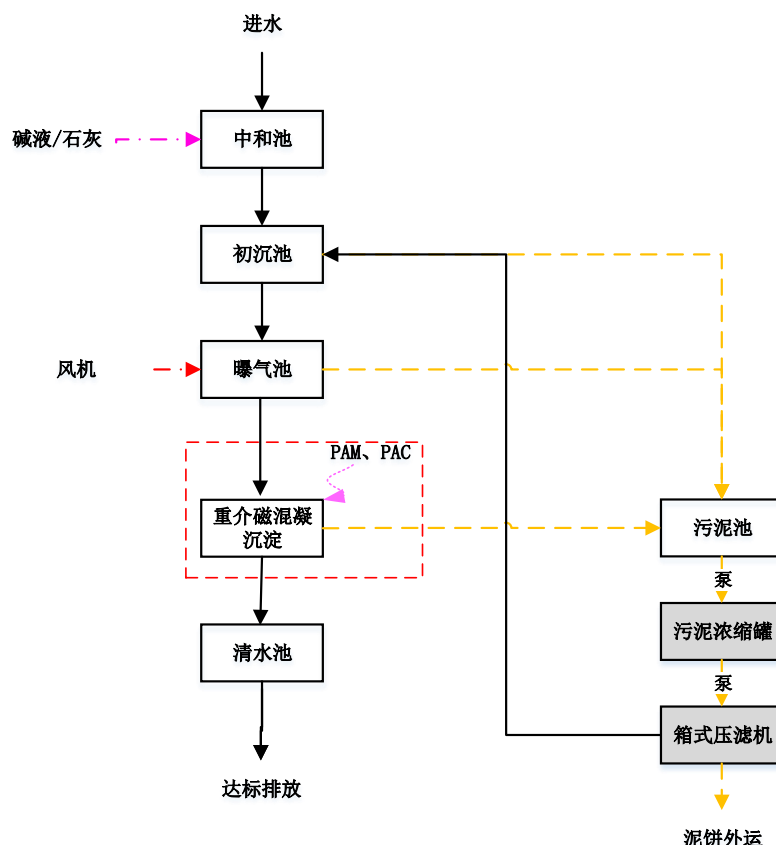 进水
碱液/石灰
中和池
初沉池
风机
曝气池
PAM、PAC
重介磁混凝
沉淀
污泥池
泵
清水池
污泥浓缩罐
泵
箱式压滤机
达标排放
泥饼外运